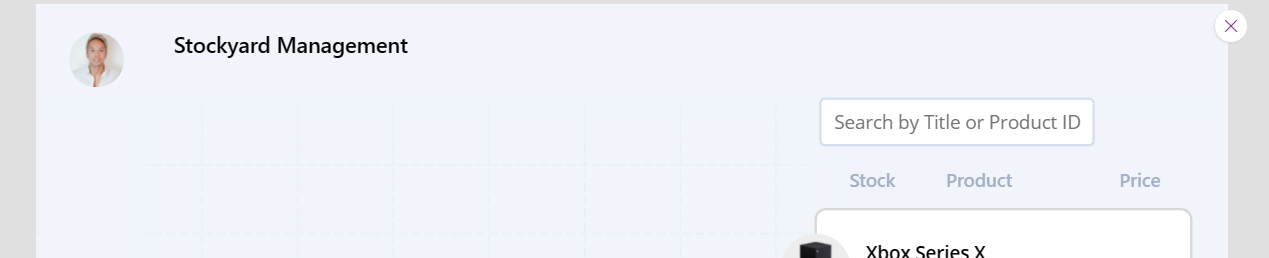 Stockyard Management
Search by Title or Product ID
Stock Product Price
Xbox Series X